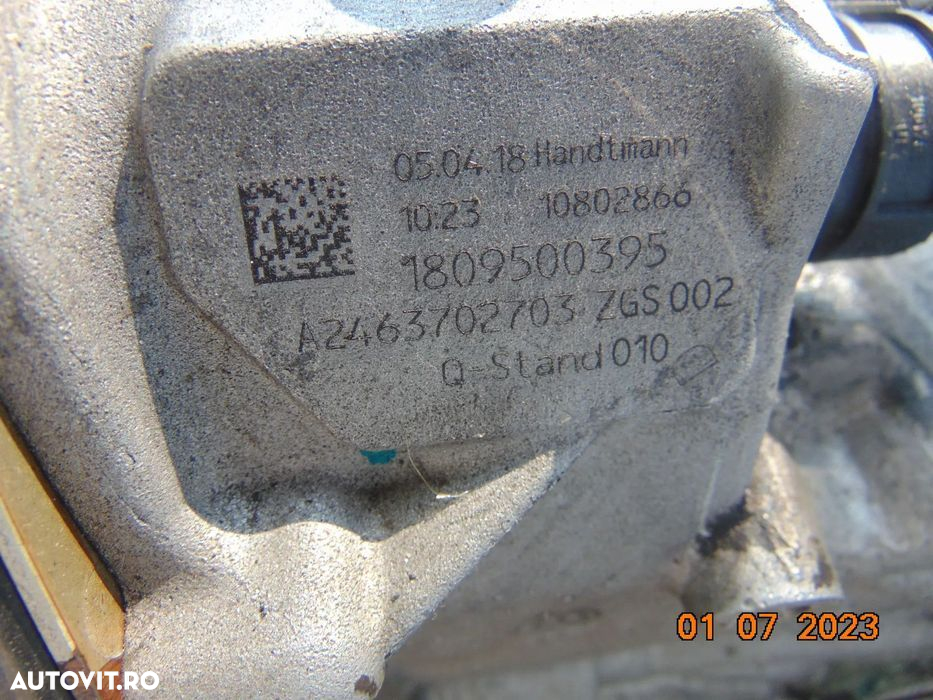 05.04.18 Handtmann
10:23 10802866
1809500395
A2463702703 ZGS 002
Q-Stand 010
01 07 2023
AUTOVIT.RO